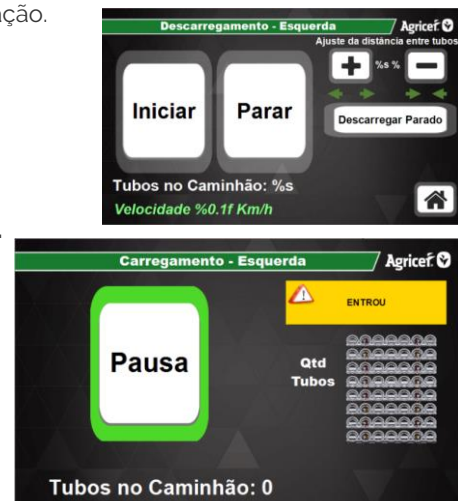 ação.
Descarregamento - Esquerda
Agricef
Ajuste da distância entre tubos
+ %s % −
Iniciar
Parar
Descarregar Parado
Tubos no Caminhão: %s
Velocidade %0.1f Km/h
Carregamento - Esquerda
Agricef
ENTROU
Pausa
Qtd
Tubos
Tubos no Caminhão: 0